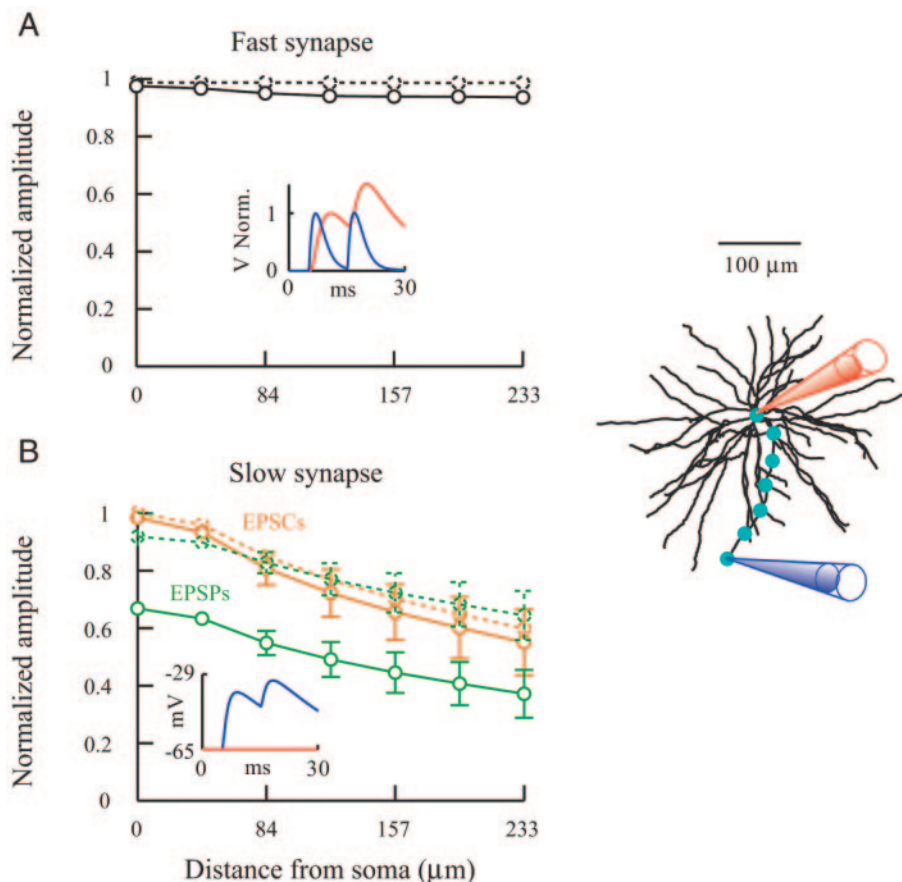 A
Fast synapse
Normalized amplitude
1
0.8
0.6
0.4
0.2
0
0
84
157
233
V Norm.
1
0
0
ms
30
100 μm
B
Slow synapse
Normalized amplitude
1
0.8
0.6
0.4
0.2
0
EPSCs
EPSPs
mV
-29
-65
0
ms
30
0
84
157
233
Distance from soma (μm)